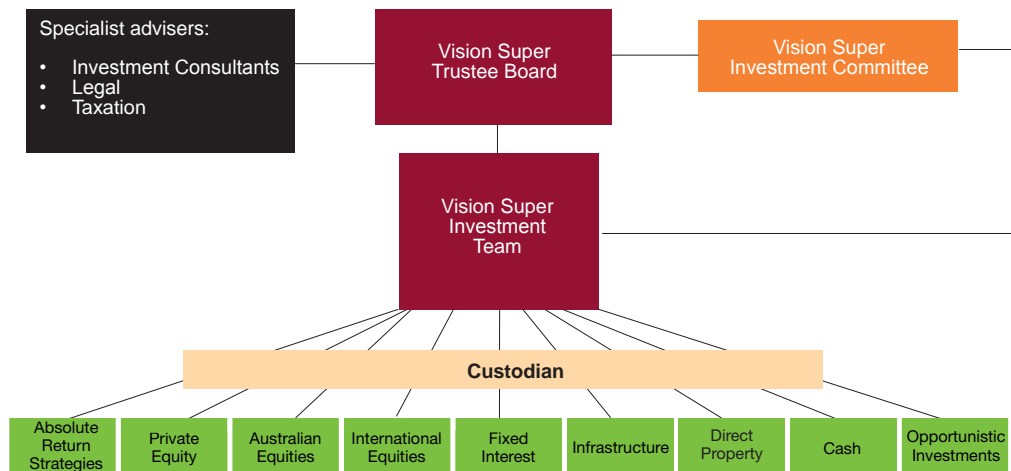 Specialist advisers:
• Investment Consultants
• Legal
• Taxation
Vision Super
Trustee Board
Vision Super
Investment Committee
Vision Super
Investment
Team
Custodian
Absolute
Return
Strategies
Private
Equity
Australian
Equities
International
Equities
Fixed
Interest
Infrastructure
Direct
Property
Cash
Opportunistic
Investments